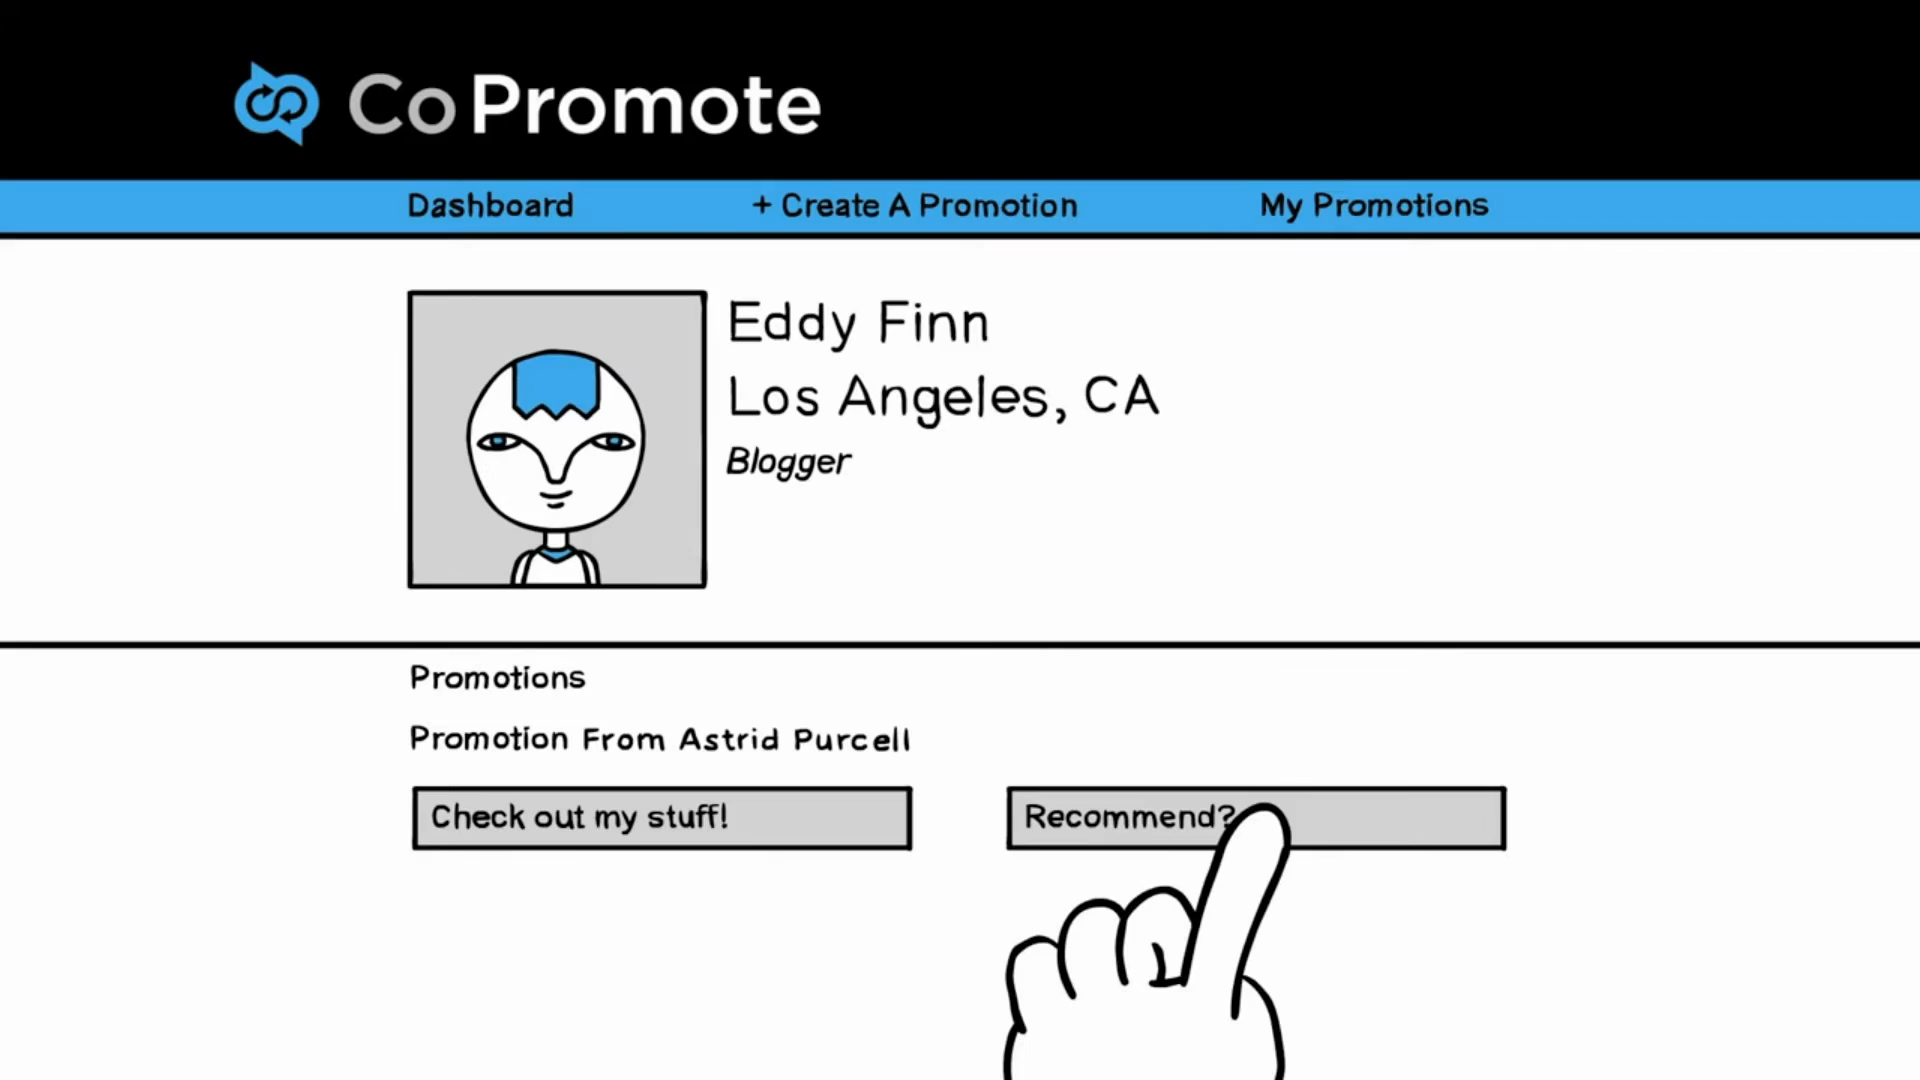 CoPromote
Dashboard + Create A Promotion My Promotions
Eddy Finn
Los Angeles, CA
Blogger
Promotions
Promotion From Astrid Purcell
Check out my stuff! Recommend?